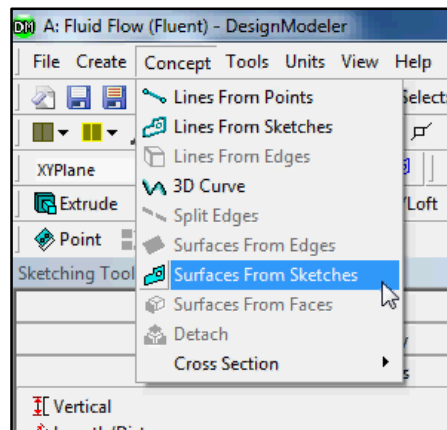 DM A: Fluid Flow (Fluent) - DesignModeler
File Create Concept Tools Units View Help
Lines From Points
Select
Lines From Sketches
Lines From Edges
XYPlane
3D Curve
Extrude
/Loft
Split Edges
Point
Surfaces From Edges
Sketching Tool
Surfaces From Sketches
Surfaces From Faces
Detach
Cross Section
Vertical